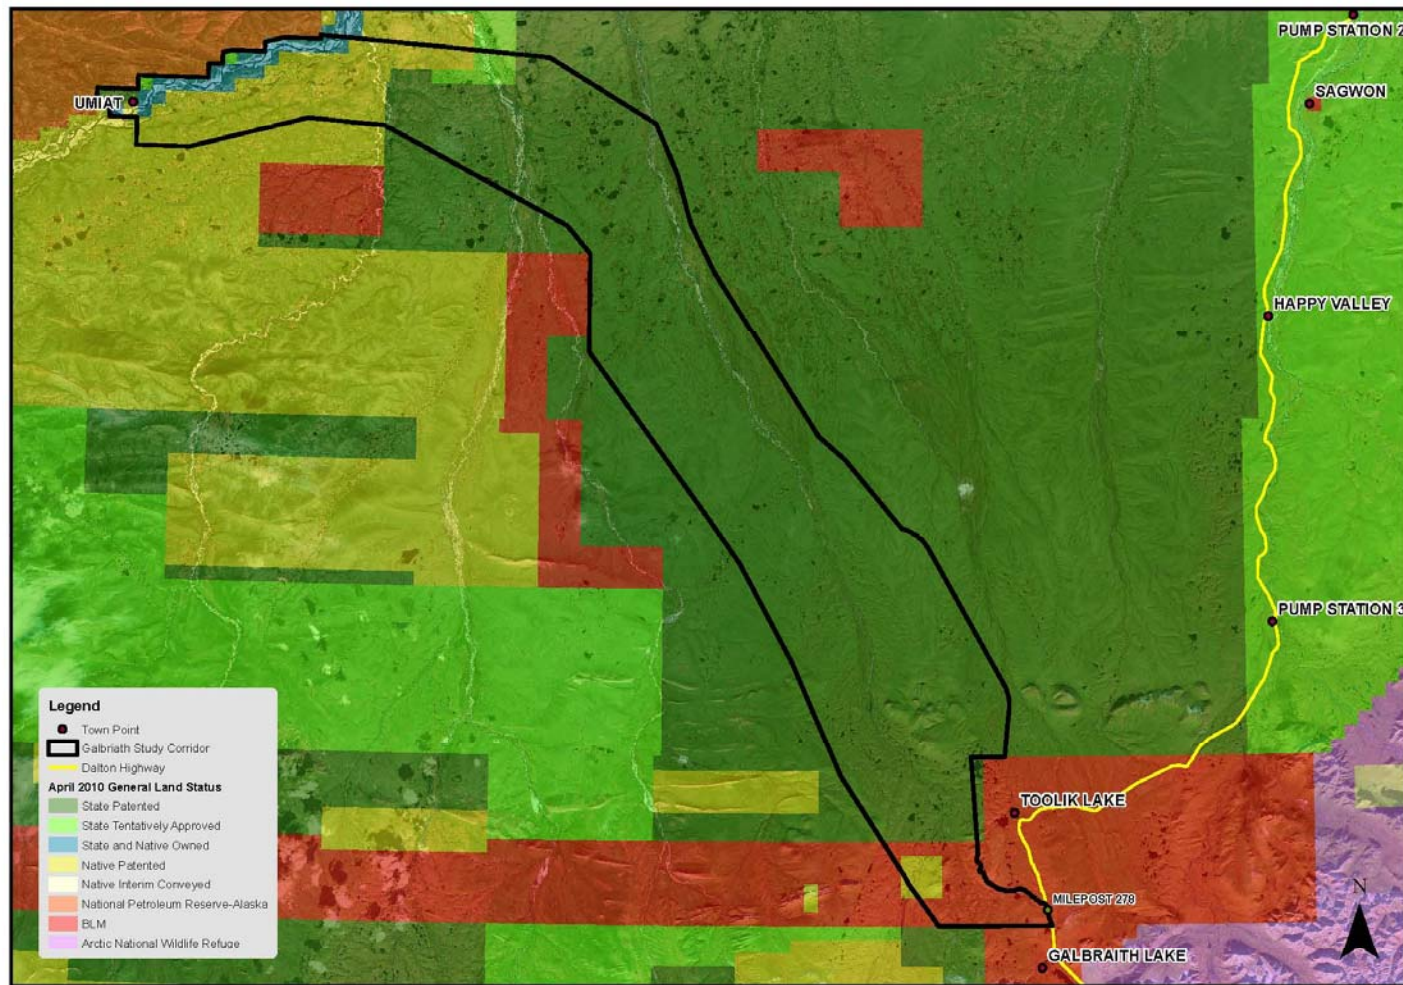 PUMP STATION 2
SAGWON
UMIAT
HAPPY VALLEY
PUMP STATION 3
TOOLIK LAKE
MILEPOST 278
GALBRAITH LAKE
N
Legend
Town Point
Galbriath Study Corridor
Dalton Highway
April 2010 General Land Status
State Patented
State Tentatively Approved
State and Native Owned
Native Patented
Native Interim Conveyed
National Petroleum Reserve-Alaska
BLM
Arctic National Wildlife Refuge